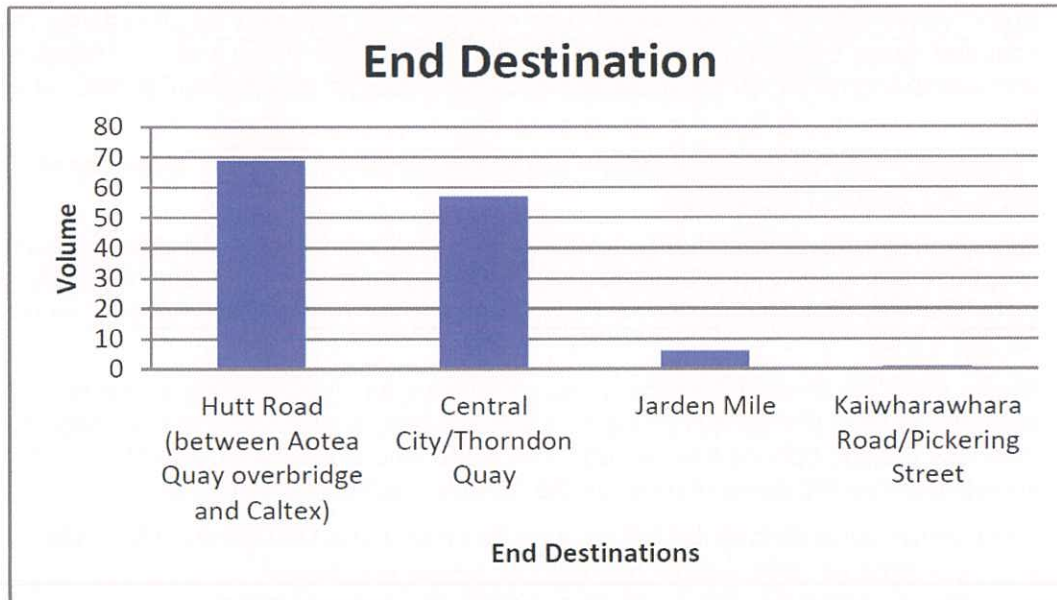 End Destination
80
70
60
50
40
30
20
10
0
Volume
Hutt Road
(between Aotea
Quay overbridge
and Caltex)
Central
City/Thorndon
Quay
Jarden Mile
Kaiwharawhara
Road/Pickering
Street
End Destinations